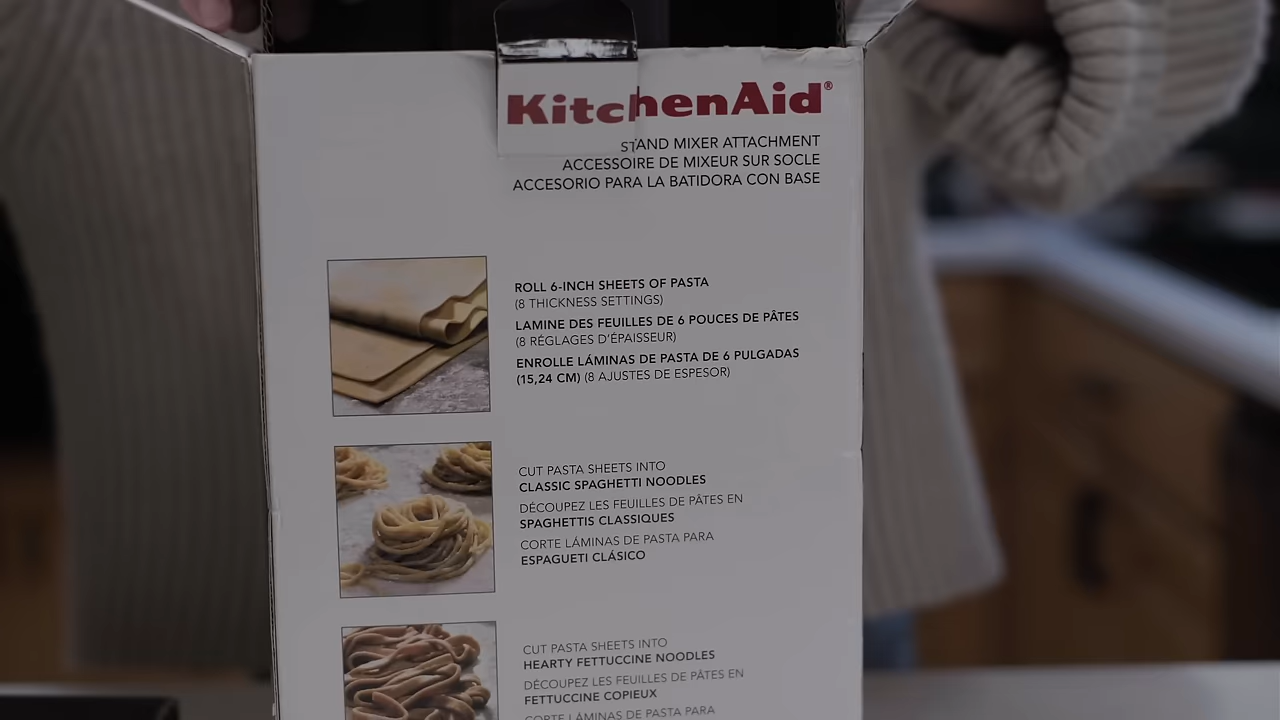 KitchenAid®
STAND MIXER ATTACHMENT
ACCESSOIRE DE MIXEUR SUR SOCLE
ACCESORIO PARA LA BATIDORA CON BASE
ROLL 6-INCH SHEETS OF PASTA
(8 THICKNESS SETTINGS)
LAMINE DES FEUILLES DE 6 POUCES DE PÂTES
(8 RÉGLAGES D'ÉPAISSEUR)
ENROLLE LÁMINAS DE PASTA DE 6 PULGADAS
(15,24 CM) (8 AJUSTES DE ESPESOR)
CUT PASTA SHEETS INTO
CLASSIC SPAGHETTI NOODLES
DÉCOUPEZ LES FEUILLES DE PÂTES EN
SPAGHETTIS CLASSIQUES
CORTE LÁMINAS DE PASTA PARA
ESPAGUETI CLÁSICO
CUT PASTA SHEETS INTO
HEARTY FETTUCCINE NOODLES
DÉCOUPEZ LES FEUILLES DE PÂTES EN
FETTUCCINE COPIEUX
CORTE LÁMINAS DE PASTA PARA